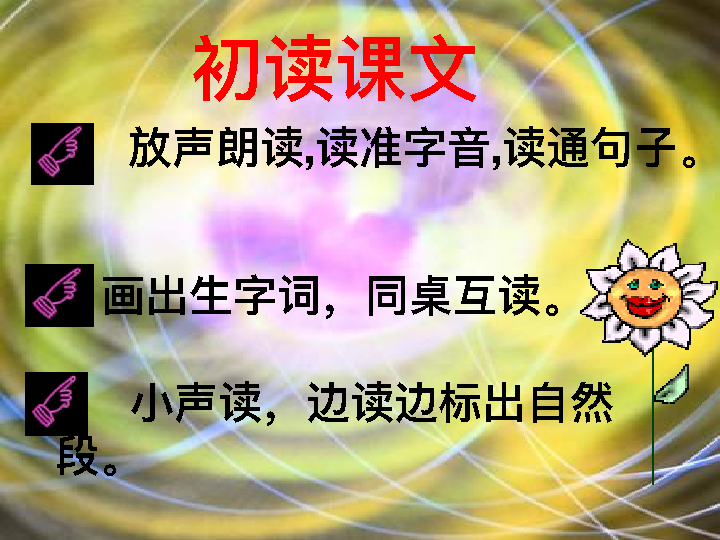 初读课文
放声朗读,读准字音,读通句子。
画出生字词，同桌互读。
小声读，边读边标出自然
段。